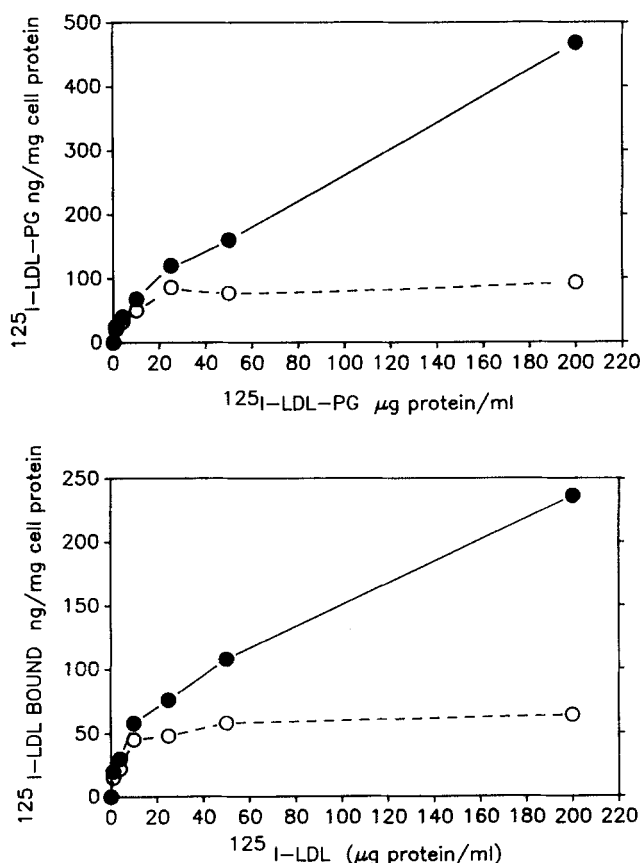 500
400
300
200
100
0
125I-LDL-PG ng/mg cell protein
0 20 40 60 80 100 120 140 160 180 200 220
125I-LDL-PG μg protein/ml
250
200
150
100
50
0
125I-LDL BOUND ng/mg cell protein
0 20 40 60 80 100 120 140 160 180 200 220
125 I-LDL (μg protein/ml)